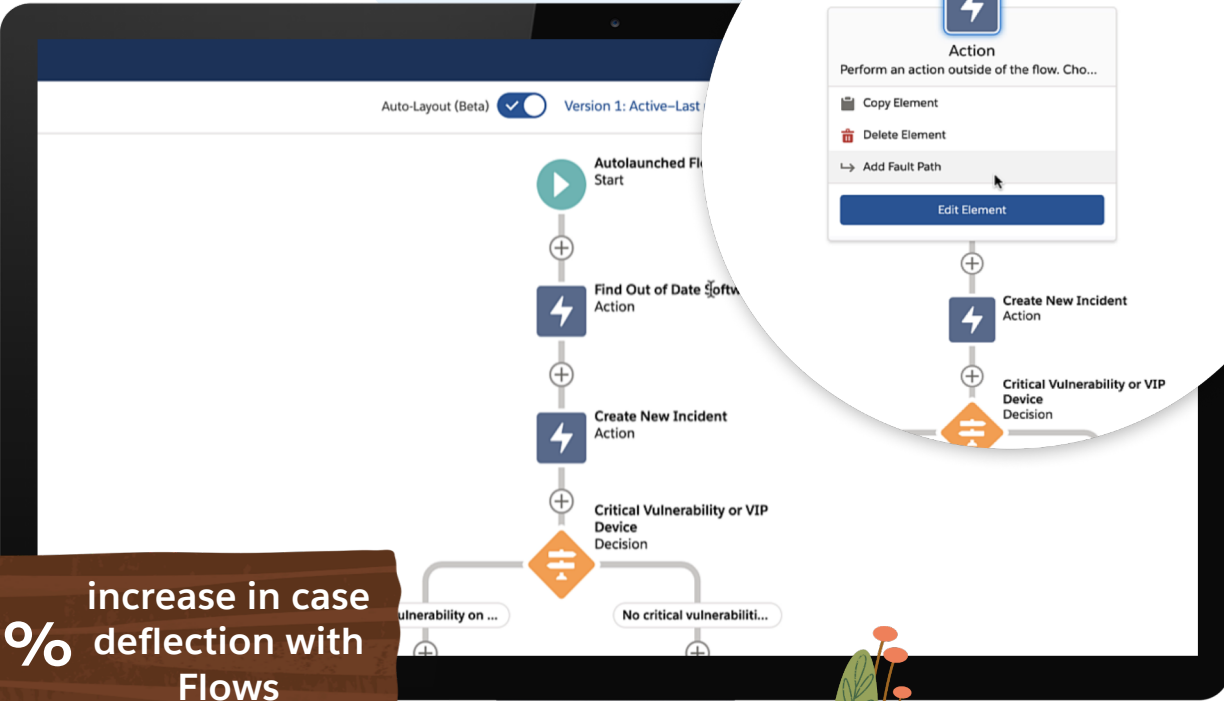 Auto-Layout (Beta)
Version 1: Active–Last
Autolaunched
Start
Find Out of Date
Action
Create New Incident
Action
Critical Vulnerability or VIP
Device
Decision
on ...
No critical vulnerabiliti...
Action
Perform an action outside of the flow. Cho...
Copy Element
Delete Element
Add Fault Path
Edit Element
Create New Incident
Action
Critical Vulnerability or VIP
Device
Decision
increase in case
% deflection with
Flows